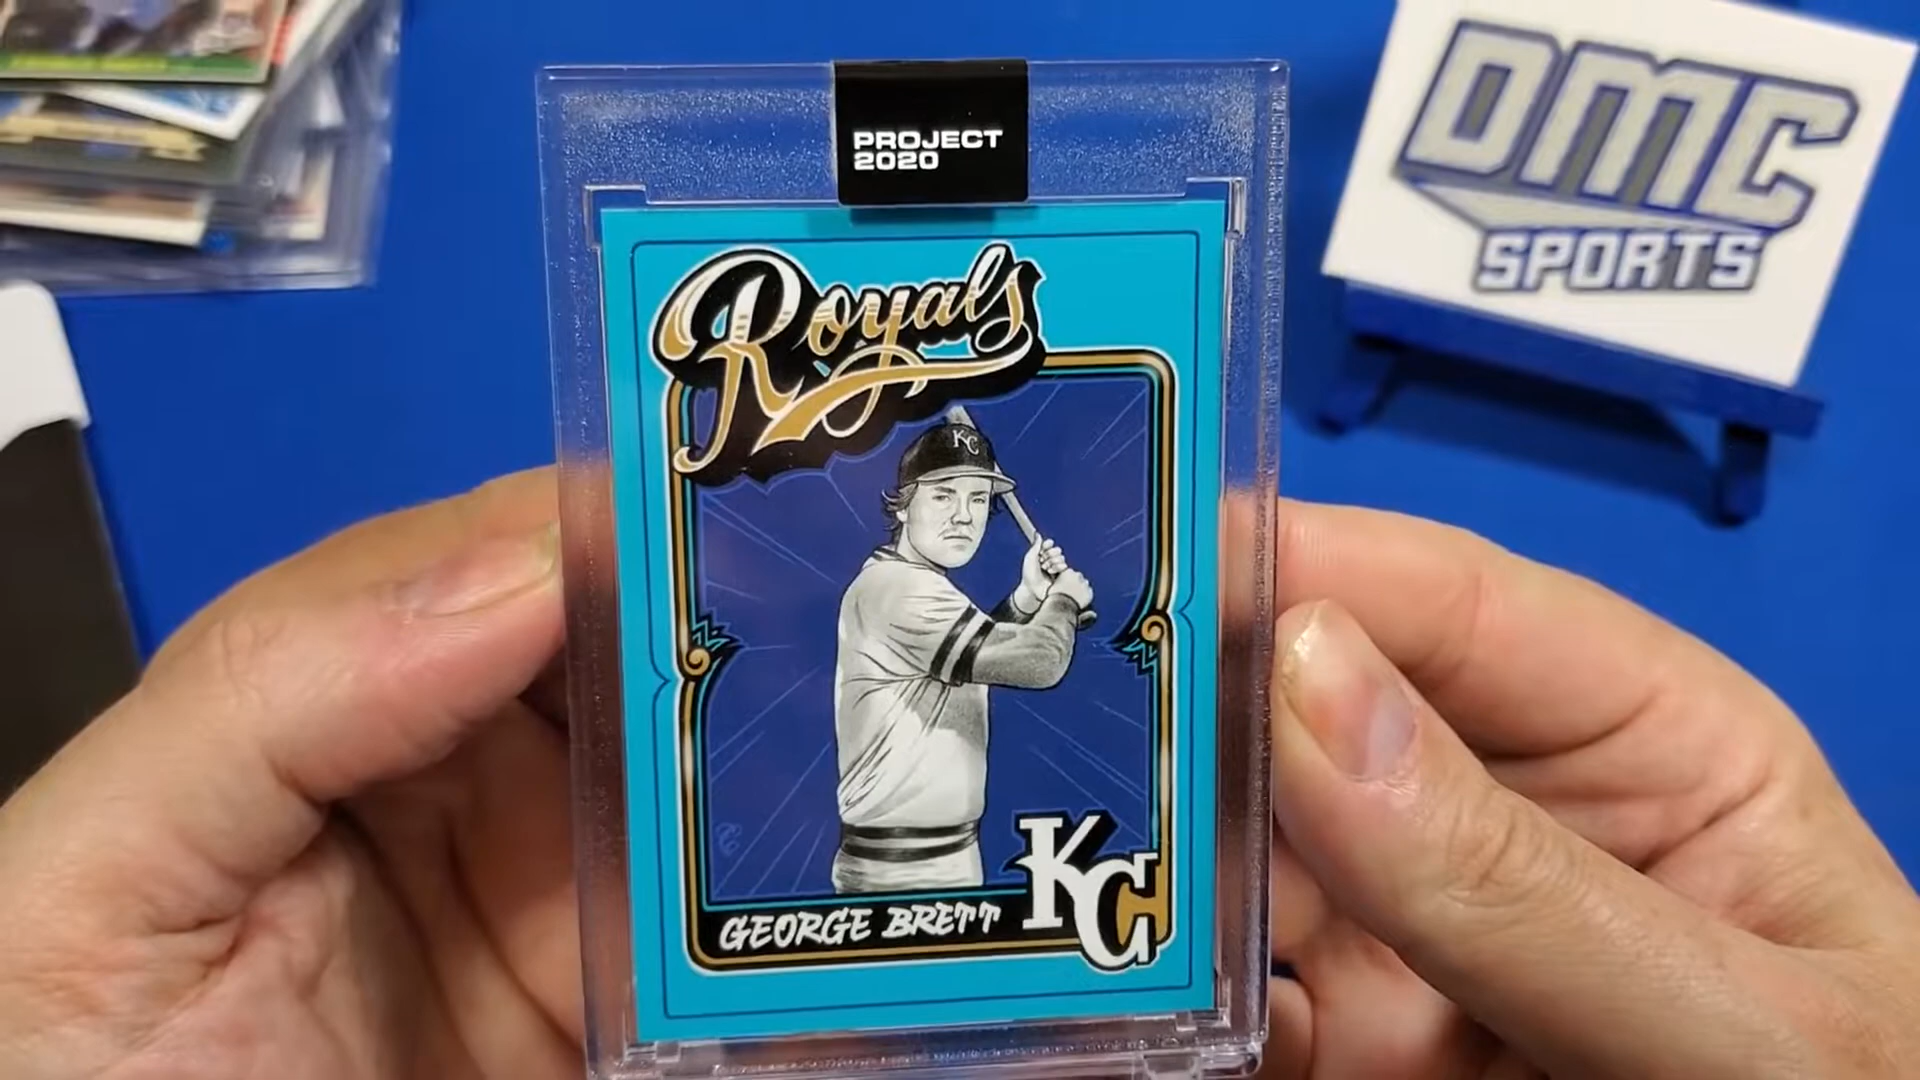 PROJECT
2020
DMC
SPORTS
Royals
KC
GEORGE BRETT
KC